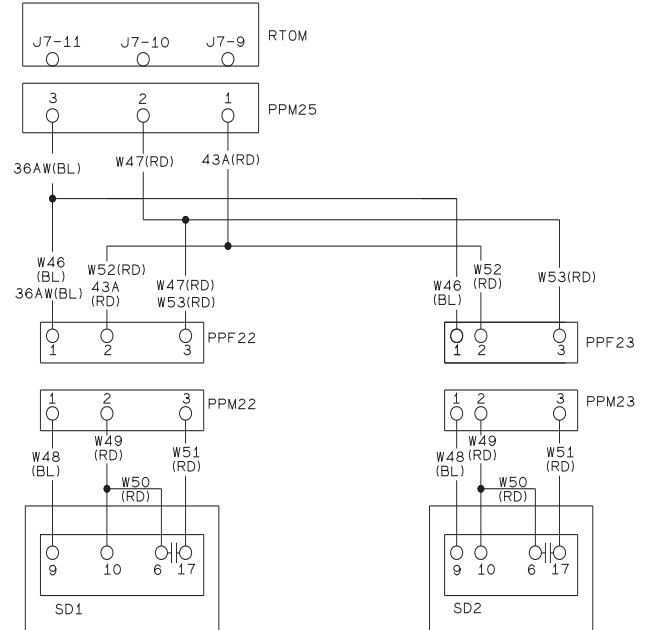 RTOM
J7-11 J7-10 J7-9
3 2 1
PPM25
36AW(BL) W47(RD) 43A(RD)
W46
(BL)
36AW(BL)
W52(RD)
43A
(RD)
W47(RD)
W53(RD)
W46
(BL)
W52
(RD)
W53(RD)
1 2 3
PPF22
1 2 3
PPF23
1 2 3
PPM22
1 2 3
PPM23
W48
(BL)
W49
(RD)
W50
(RD)
W51
(RD)
W48
(BL)
W49
(RD)
W50
(RD)
W51
(RD)
9 10 6 17
SD1
9 10 6 17
SD2